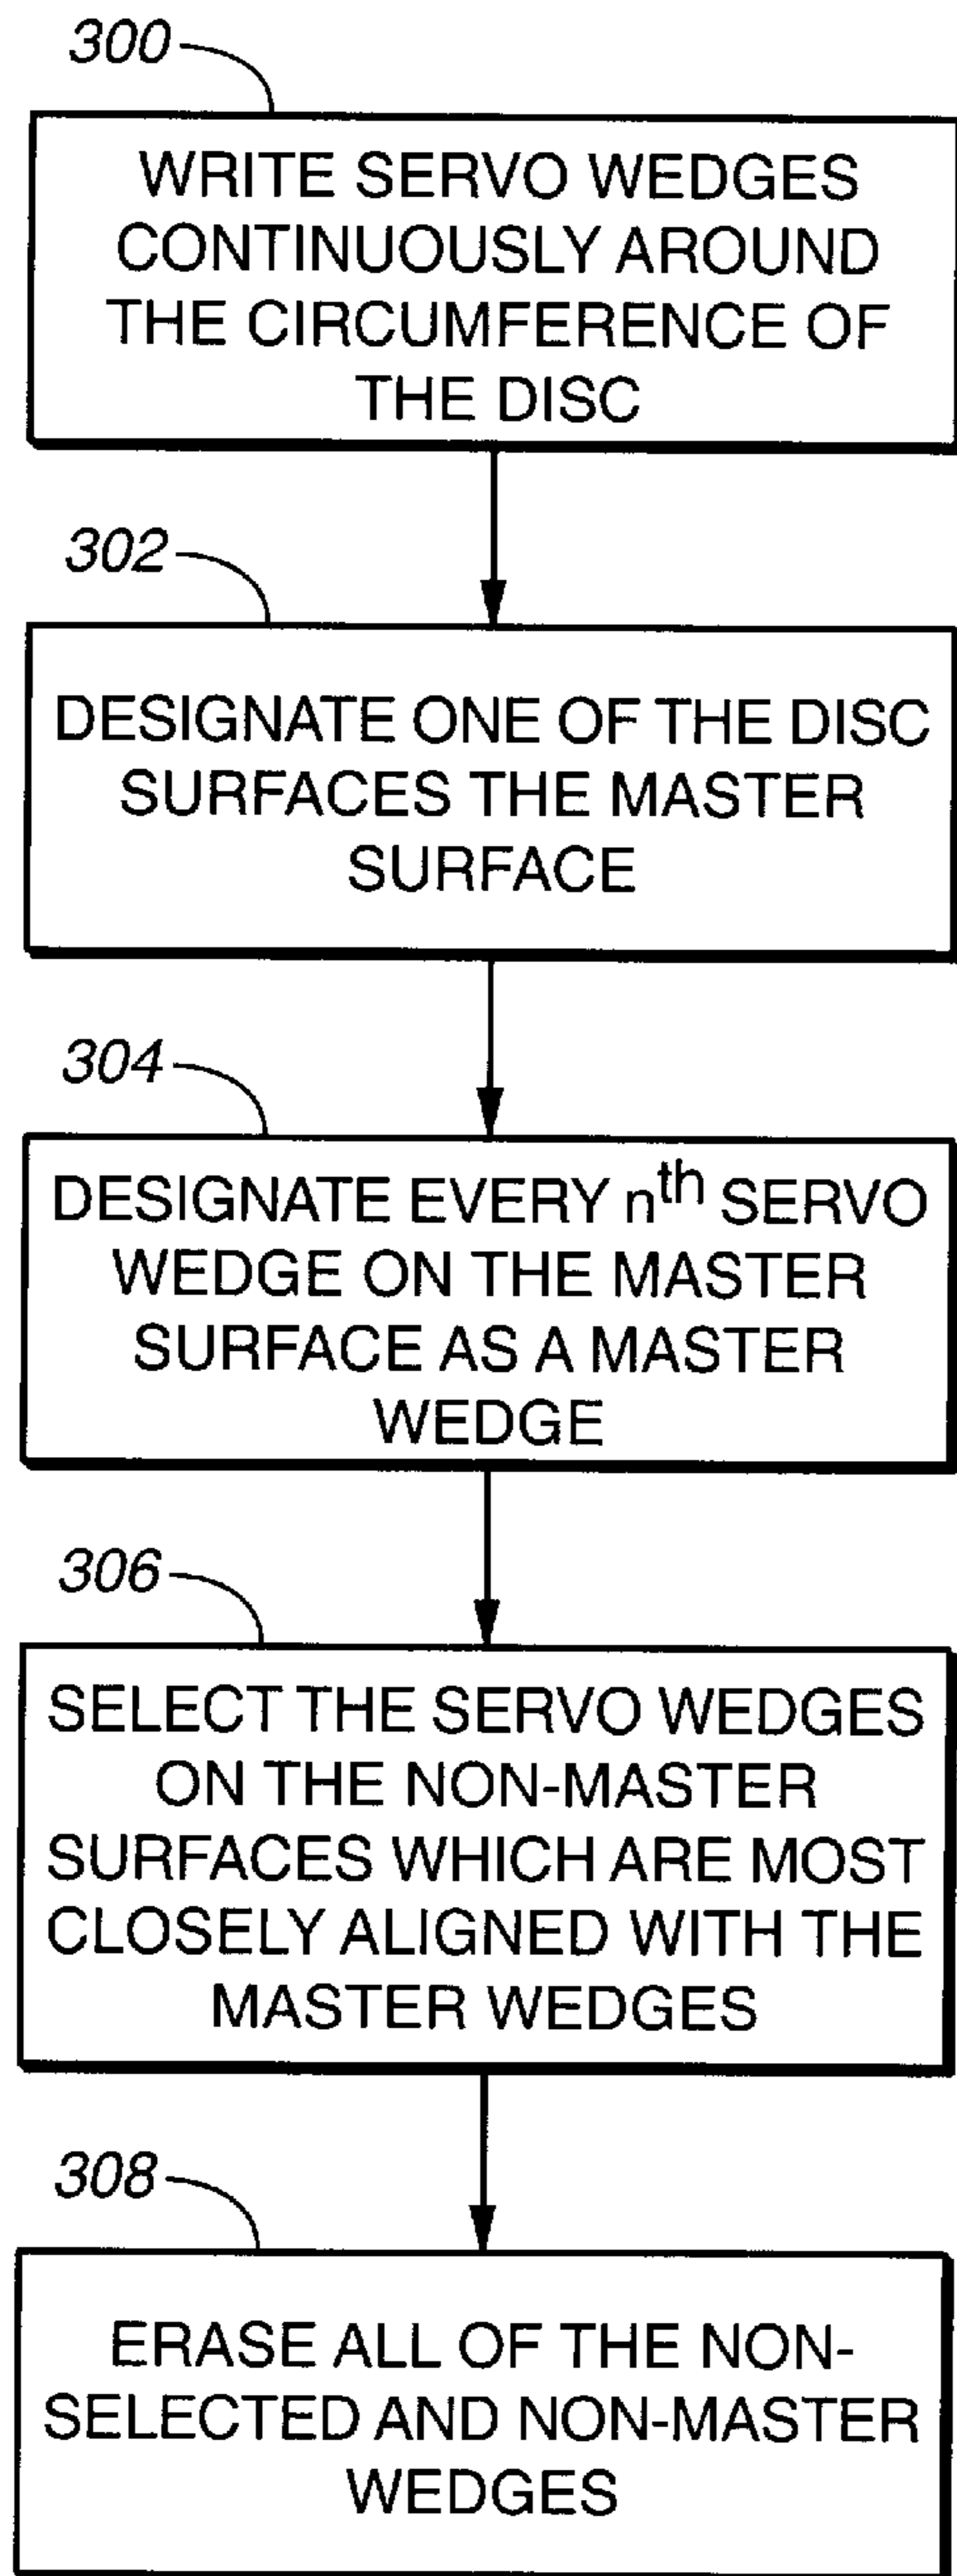 300
WRITE SERVO WEDGES
CONTINUOUSLY AROUND
THE CIRCUMFERENCE OF
THE DISC
302
DESIGNATE ONE OF THE DISC
SURFACES THE MASTER
SURFACE
304
DESIGNATE EVERY nth SERVO
WEDGE ON THE MASTER
SURFACE AS A MASTER
WEDGE
306
SELECT THE SERVO WEDGES
ON THE NON-MASTER
SURFACES WHICH ARE MOST
CLOSELY ALIGNED WITH THE
MASTER WEDGES
308
ERASE ALL OF THE NON-
SELECTED AND NON-MASTER
WEDGES